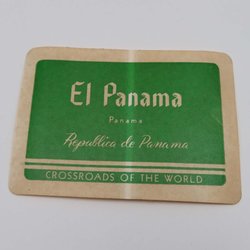 El Panama
Panama
Republica de Panama
CROSSROADS OF THE WORLD